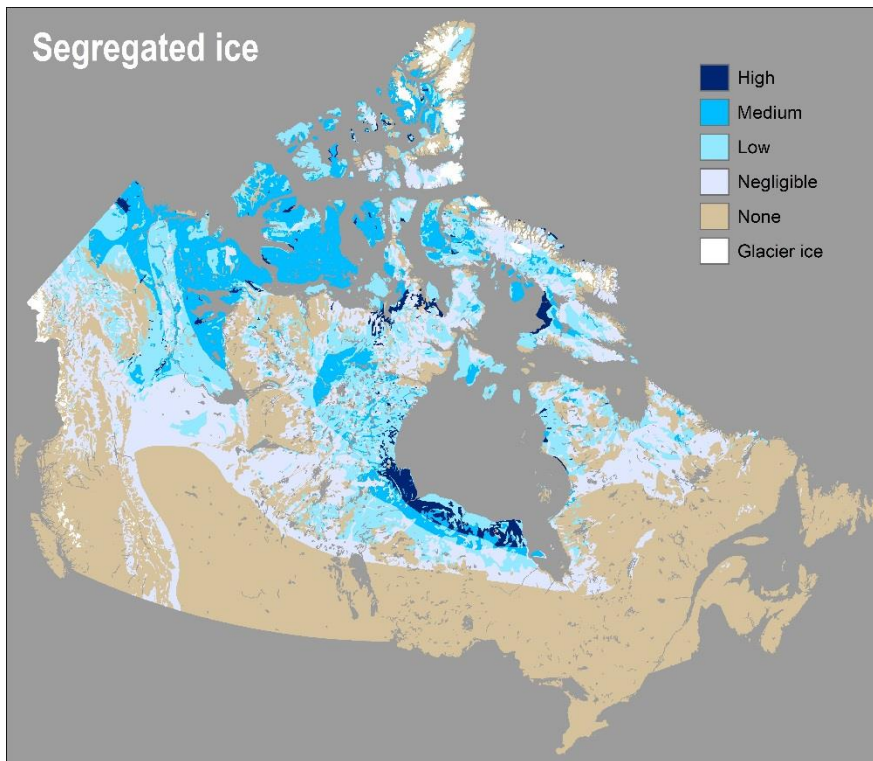 Segregated ice
High
Medium
Low
Negligible
None
Glacier ice